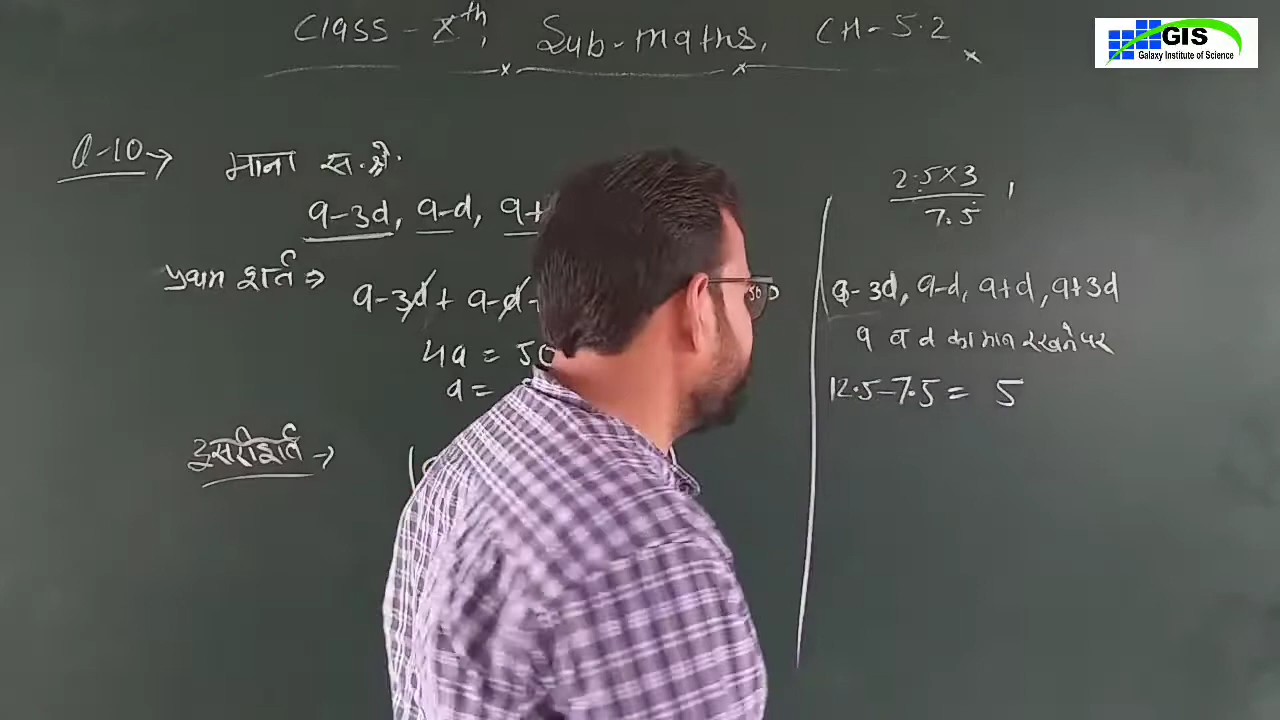 Class - Xth, Sub - maths, CH - 5.2
GIS
Galaxy Institute of Science
Q-10→ माना स.श्रे.
a-3d, a-d, a+
शर्त → a-3d + a-d
4a = 50
a =
दूसरी शर्त →
2.5×3
7.5
a-3d, a-d, a+d, a+3d
a व d का मान रखने पर
12.5-7.5 = 5